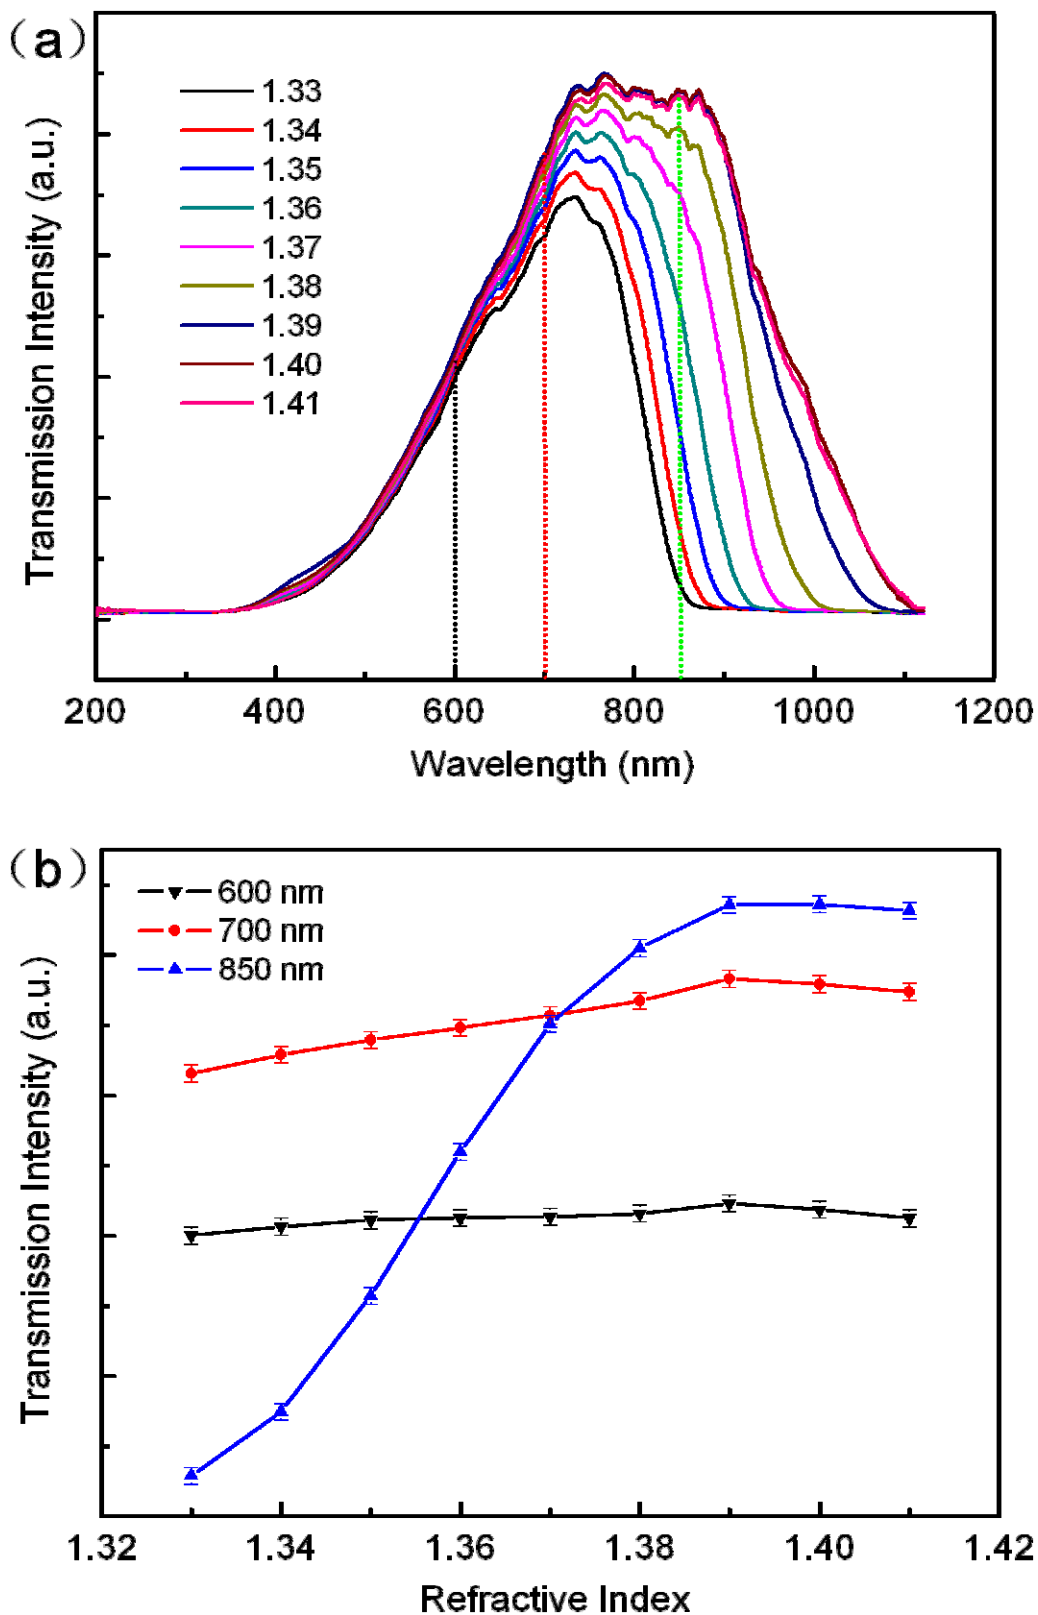 (a)
1.33
1.34
1.35
1.36
1.37
1.38
1.39
1.40
1.41
Transmission Intensity (a.u.)
200 400 600 800 1000 1200
Wavelength (nm)
(b)
600 nm
700 nm
850 nm
Transmission Intensity (a.u.)
1.32 1.34 1.36 1.38 1.40 1.42
Refractive Index